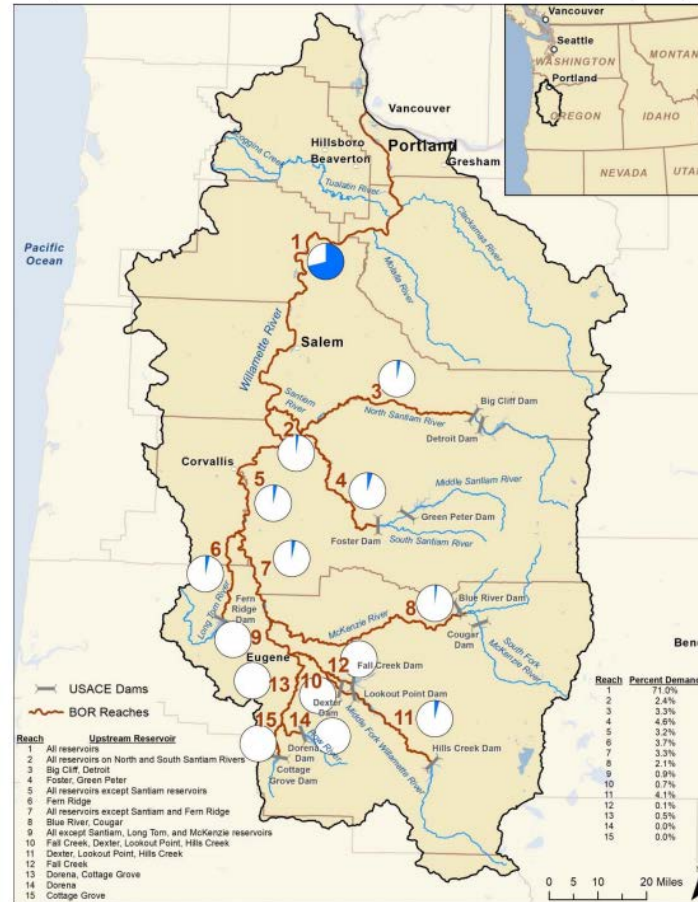 Vancouver
Seattle
WASHINGTON
MONTAN
Portland
OREGON
IDAHO
NEVADA
UTA
Vancouver
Hillsboro
Portland
Beaverton
Gresham
Scoggins Creek
Tualatin River
Clackamas River
Pacific
Ocean
1
Molalla River
Willamette River
Salem
3
Big Cliff Dam
Santiam
River
North Santiam River
Detroit Dam
2
Corvallis
Middle Santiam River
5
4
Green Peter Dam
Foster Dam
South Santiam River
6
7
Long Tom River
Fern
Ridge
Dam
8
Blue River Dam
McKenzie River
Cougar
Dam
South Fork
McKenzie River
Bend
9
Eugene
12
Fall Creek Dam
13
10
Lookout Point Dam
Dexter
Dam
11
Middle Fork Willamette River
15
14
Row River
Dorena
Dam
Hills Creek Dam
Cottage
Grove Dam
USACE Dams
BOR Reaches
Reach Upstream Reservoir
1 All reservoirs
2 All reservoirs on North and South Santiam Rivers
3 Big Cliff, Detroit
4 Foster, Green Peter
5 All reservoirs except Santiam reservoirs
6 Fern Ridge
7 All reservoirs except Santiam and Fern Ridge
8 Blue River, Cougar
9 All except Santiam, Long Tom, and McKenzie reservoirs
10 Fall Creek, Dexter, Lookout Point, Hills Creek
11 Dexter, Lookout Point, Hills Creek
12 Fall Creek
13 Dorena, Cottage Grove
14 Dorena
15 Cottage Grove
Reach Percent Demand
1 71.0%
2 2.4%
3 3.3%
4 4.6%
5 3.2%
6 3.7%
7 3.3%
8 2.1%
9 0.9%
10 0.7%
11 4.1%
12 0.1%
13 0.5%
14 0.0%
15 0.0%
0 5 10 20 Miles